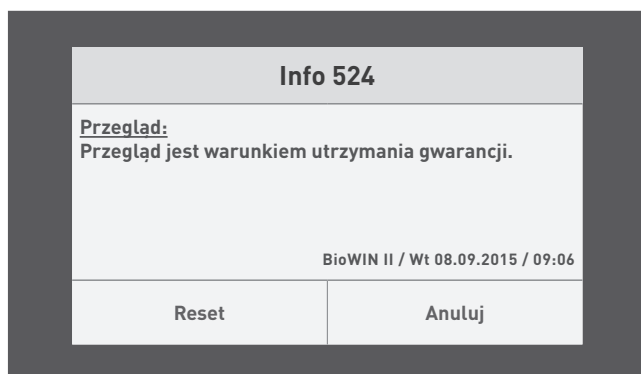 Info 524
Przegląd:
Przegląd jest warunkiem utrzymania gwarancji.
BioWIN II / Wt 08.09.2015 / 09:06
Reset
Anuluj